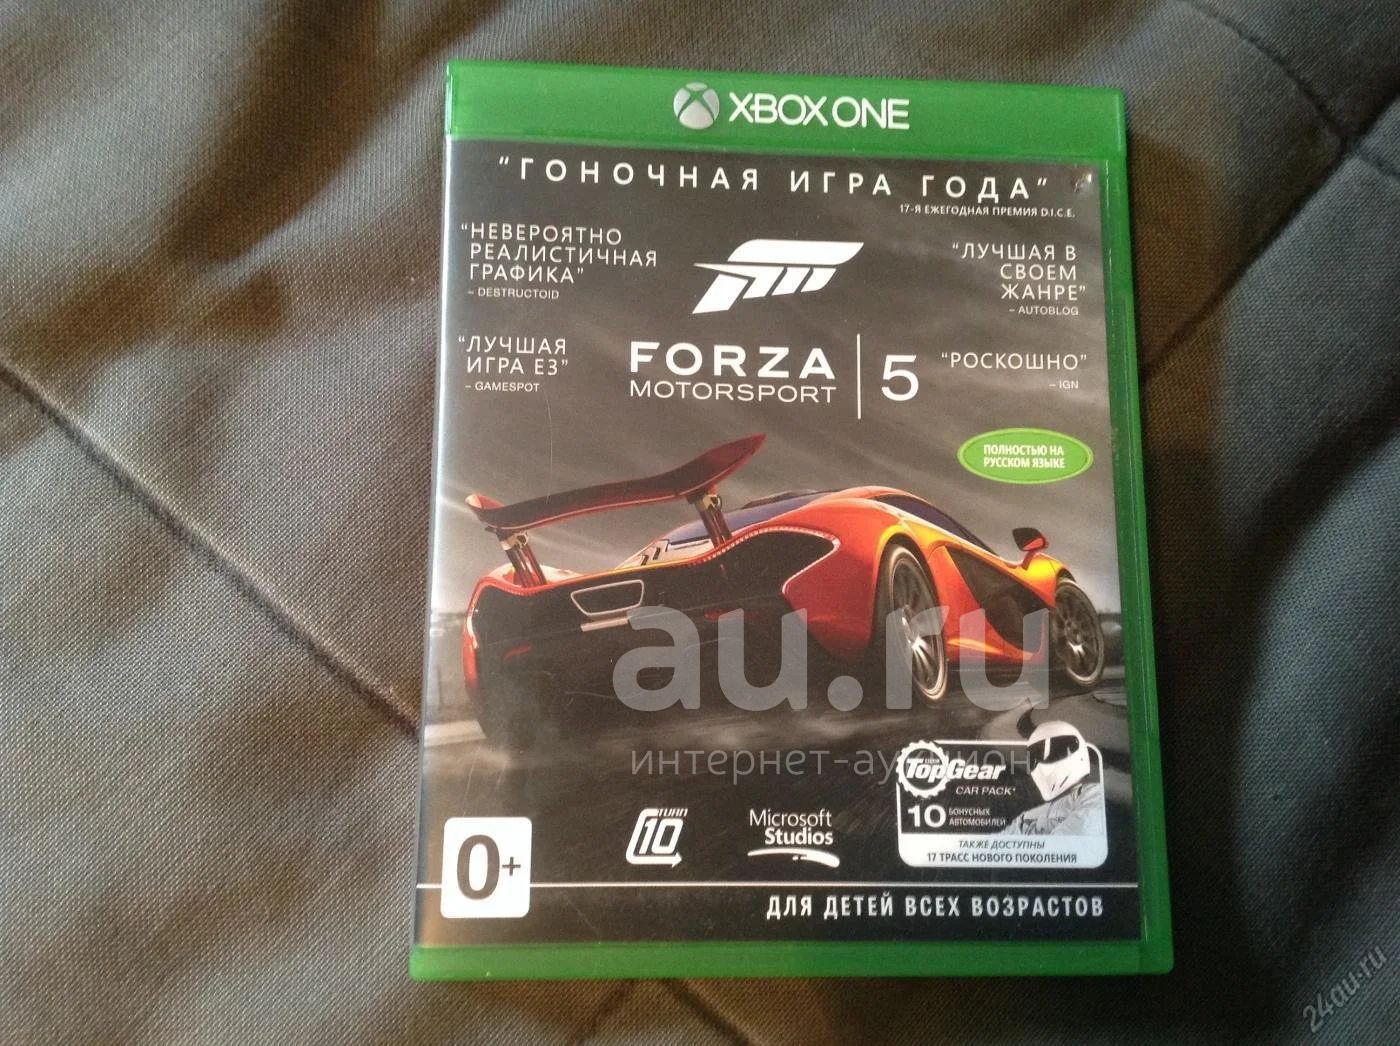 XBOX ONE
"ГОНОЧНАЯ ИГРА ГОДА"
17-Я ЕЖЕГОДНАЯ ПРЕМИЯ D.I.C.E.
"НЕВЕРОЯТНО
РЕАЛИСТИЧНАЯ
ГРАФИКА"
– DESTRUCTOID
"ЛУЧШАЯ В
СВОЕМ
ЖАНРЕ"
– AUTOBLOG
"ЛУЧШАЯ
ИГРА E3"
– GAMESPOT
FORZA
MOTORSPORT
5
"РОСКОШНО"
– IGN
ПОЛНОСТЬЮ НА
РУССКОМ ЯЗЫКЕ
au.ru
интернет-аукцион
TopGear
CAR PACK*
10 БОНУСНЫХ
АВТОМОБИЛЕЙ
ТАКЖЕ ДОСТУПНЫ
17 ТРАСС НОВОГО ПОКОЛЕНИЯ
TURN
10
Microsoft
Studios
0+
ДЛЯ ДЕТЕЙ ВСЕХ ВОЗРАСТОВ
24au.ru